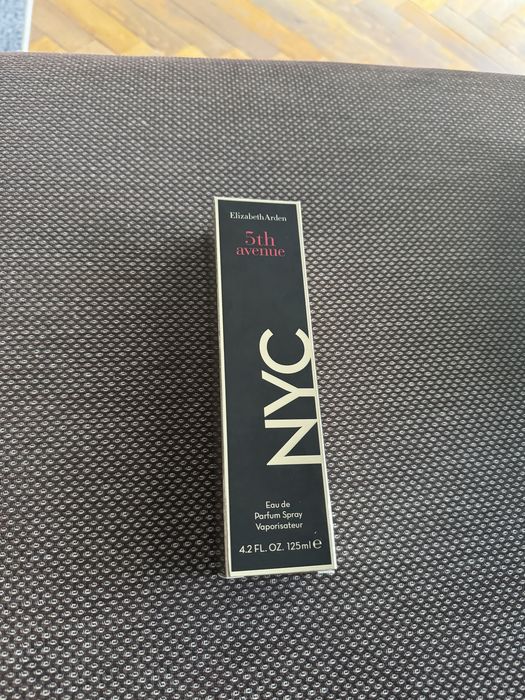 Elizabeth Arden
5th
avenue
NYC
Eau de
Parfum Spray
Vaporisateur
4.2 FL. OZ. 125ml ℮